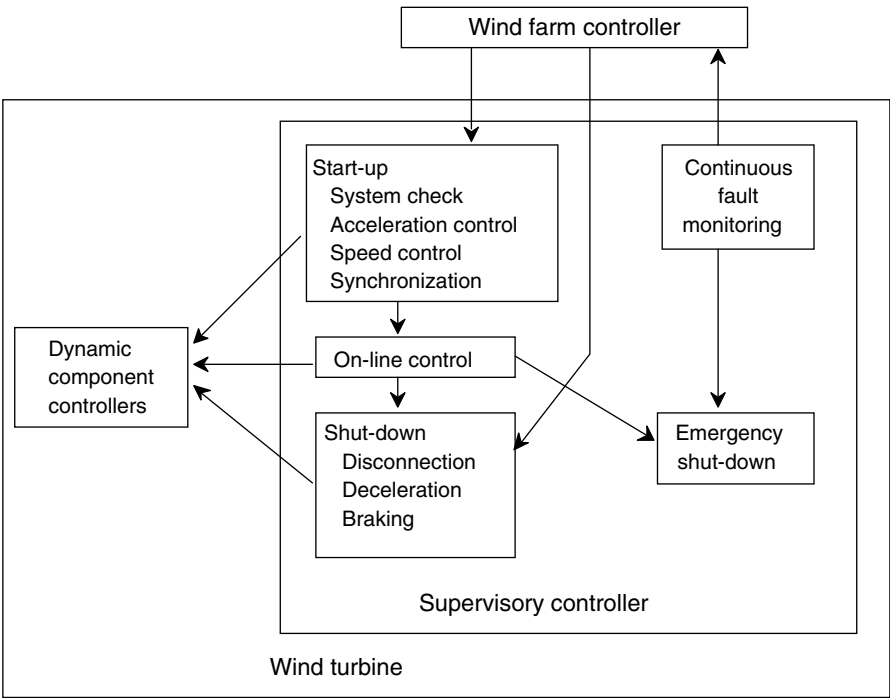 Wind farm controller
Start-up
System check
Acceleration control
Speed control
Synchronization
Continuous
fault
monitoring
Dynamic
component
controllers
On-line control
Shut-down
Disconnection
Deceleration
Braking
Emergency
shut-down
Supervisory controller
Wind turbine